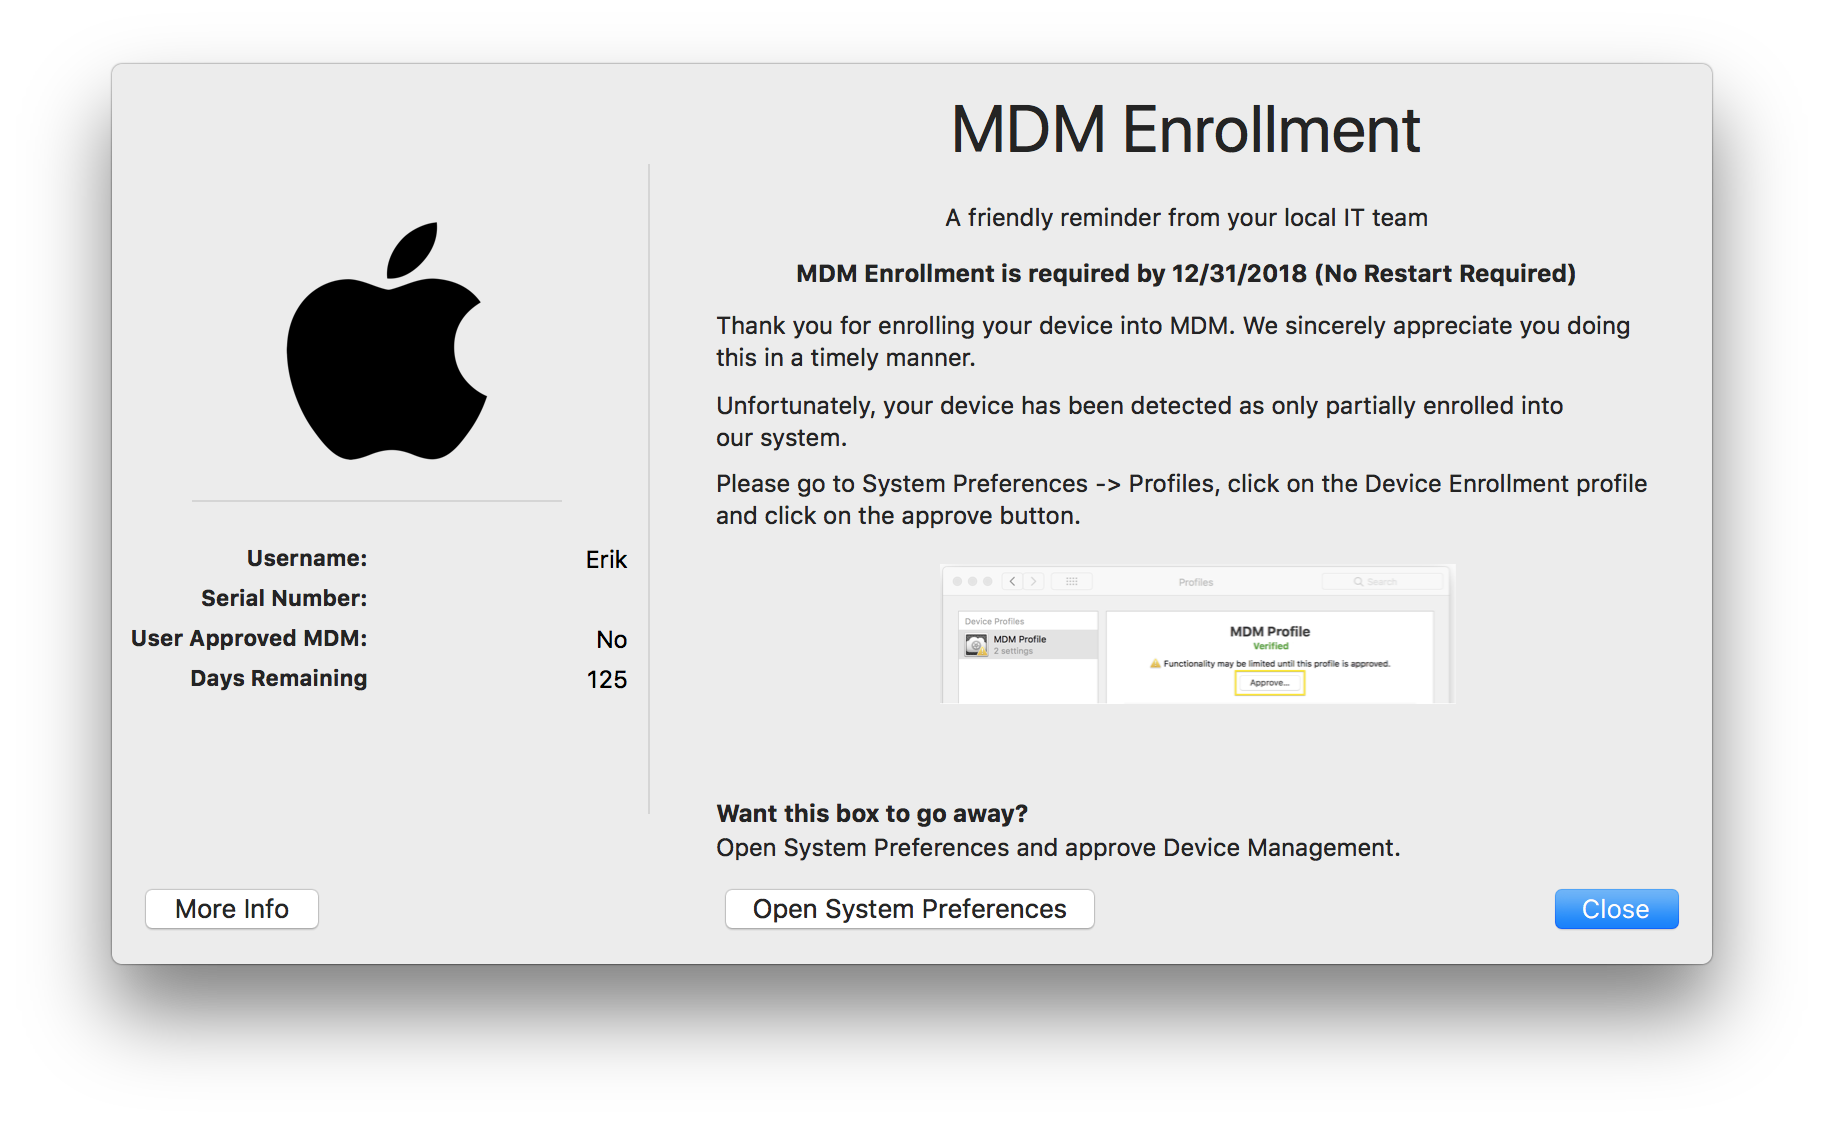 MDM Enrollment
A friendly reminder from your local IT team
MDM Enrollment is required by 12/31/2018 (No Restart Required)
Thank you for enrolling your device into MDM. We sincerely appreciate you doing
this in a timely manner.
Unfortunately, your device has been detected as only partially enrolled into
our system.
Please go to System Preferences -> Profiles, click on the Device Enrollment profile
and click on the approve button.
Username: Erik
Serial Number:
User Approved MDM: No
Days Remaining 125
Profiles
Search
Device Profiles
MDM Profile
2 settings
MDM Profile
Verified
Functionality may be limited until this profile is approved.
Approve...
Want this box to go away?
Open System Preferences and approve Device Management.
More Info
Open System Preferences
Close